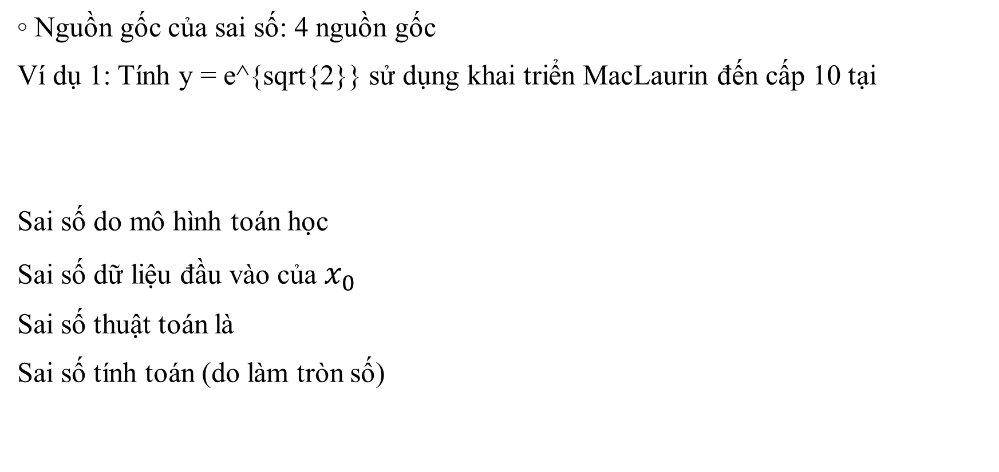 ◦ Nguồn gốc của sai số: 4 nguồn gốc
Ví dụ 1: Tính y = e^{sqrt{2}} sử dụng khai triển MacLaurin đến cấp 10 tại
Sai số do mô hình toán học
Sai số dữ liệu đầu vào của x₀
Sai số thuật toán là
Sai số tính toán (do làm tròn số)